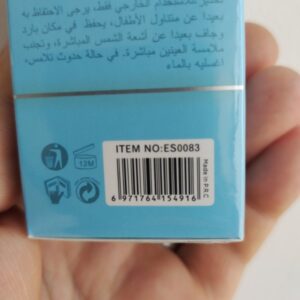 تحذير للاستخدام الخارجي فقط، يرجى الاحتفاظ به
بعيدا عن متناول الأطفال، يحفظ في مكان بارد
وجاف بعيدا عن أشعة الشمس المباشرة، وتجنب
ملامسة العينين مباشرة. في حالة حدوث تلامس،
اغسليه بالماء
ITEM NO:ES0083
12M
Made in P.R.C
6 971764 154916